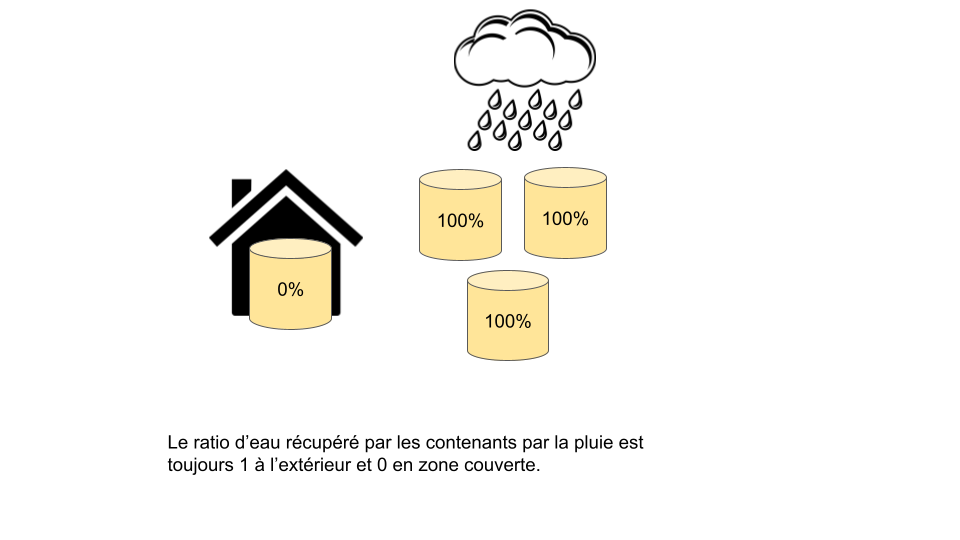 100%
100%
0%
100%
Le ratio d’eau récupéré par les contenants par la pluie est
toujours 1 à l’extérieur et 0 en zone couverte.